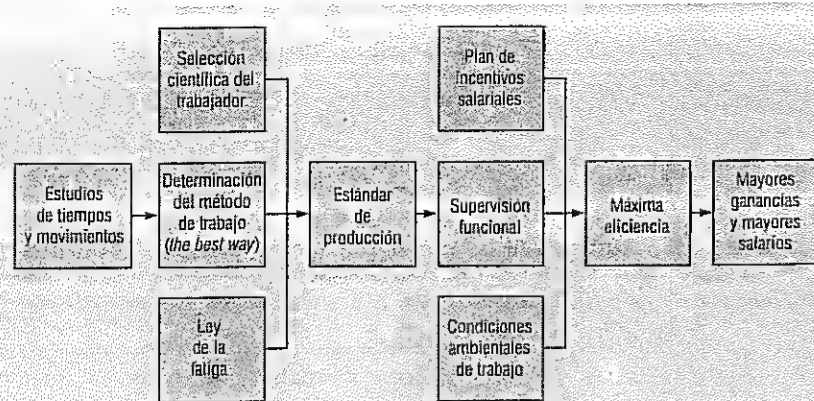 Selección
científica del
trabajador
Plan de
incentivos
salariales
Estudios
de tiempos
y movimientos
Determinación
del método
de trabajo
(the best way)
Estándar
de
producción
Supervisión
funcional
Máxima
eficiencia
Mayores
ganancias
y mayores
salarios
Ley
de la
fatiga
Condiciones
ambientales
de trabajo